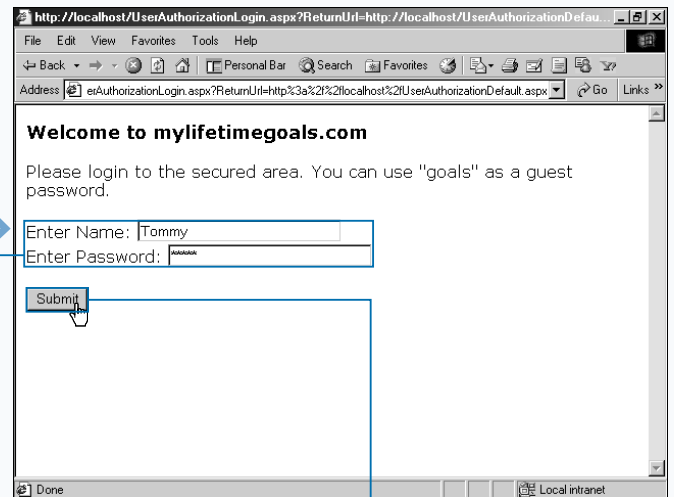 http://localhost/UserAuthorizationLogin.aspx?ReturnUrl=http://localhost/UserAuthorizationDefau...
File Edit View Favorites Tools Help
Back Personal Bar Search Favorites
Address erAuthorizationLogin.aspx?ReturnUrl=http%3a%2f%2flocalhost%2fUserAuthorizationDefault.aspx Go Links »
Welcome to mylifetimegoals.com
Please login to the secured area. You can use "goals" as a guest
password.
Enter Name: Tommy
Enter Password: *****
Submit
Done Local intranet